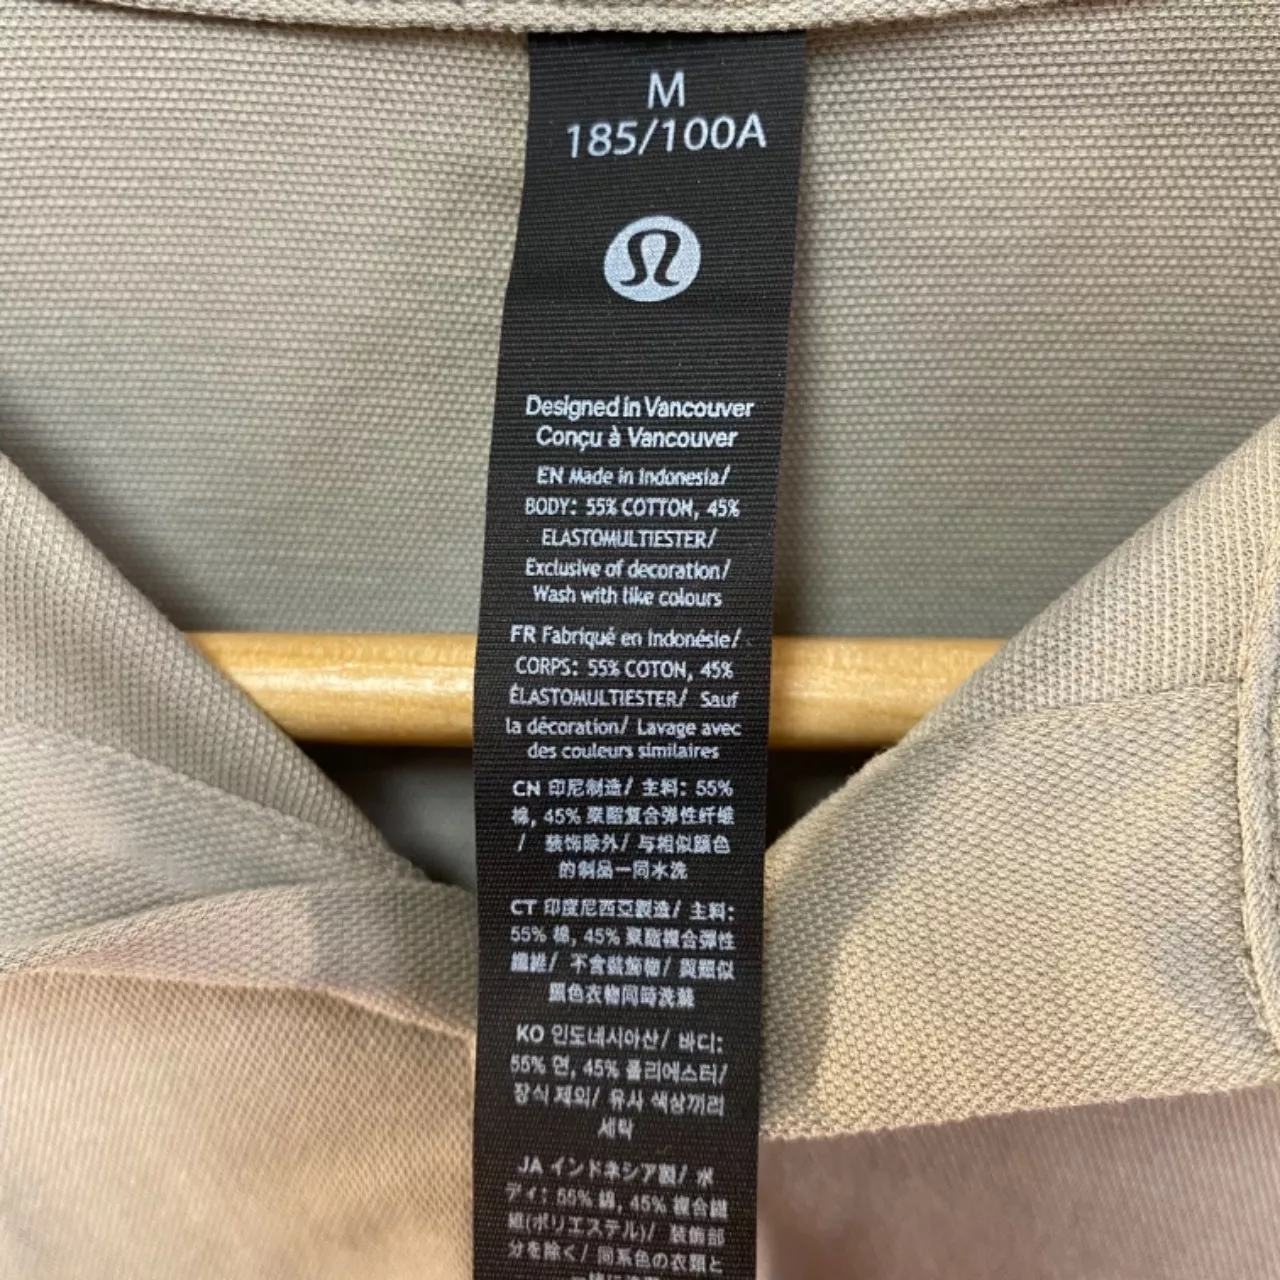 M
185/100A
Designed in Vancouver
Conçu à Vancouver
EN Made in Indonesia/
BODY: 55% COTTON, 45%
ELASTOMULTIESTER/
Exclusive of decoration/
Wash with like colours
FR Fabriqué en Indonésie/
CORPS: 55% COTON, 45%
ÉLASTOMULTIESTER/ Sauf
la décoration/ Lavage avec
des couleurs similaires
CN 印尼制造/ 主料: 55%
棉, 45% 聚酯复合弹性纤维
/ 装饰除外/ 与相似颜色
的制品一同水洗
CT 印度尼西亞製造/ 主料:
55% 棉, 45% 聚酯複合彈性
纖維/ 不含裝飾物/ 與類似
顏色衣物同時洗滌
KO 인도네시아산/ 바디:
55% 면, 45% 폴리에스터/
장식 제외/ 유사 색상끼리
세탁
JA インドネシア製/ ボ
ディ: 55% 綿, 45% 複合繊
維(ポリエステル)/ 装飾部
分を除く/ 同系色の衣類と